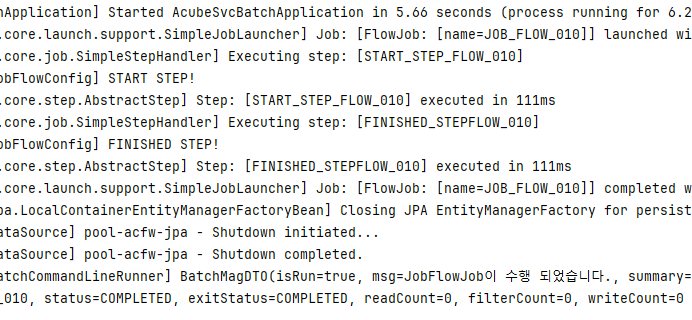 atchApplication] Started AcubeSvcBatchApplication in 5.66 seconds (process running for 6.2
.core.launch.support.SimpleJobLauncher] Job: [FlowJob: [name=JOB_FLOW_010]] launched wi
.core.job.SimpleStepHandler] Executing step: [START_STEP_FLOW_010]
obFlowConfig] START STEP!
.core.step.AbstractStep] Step: [START_STEP_FLOW_010] executed in 111ms
.core.job.SimpleStepHandler] Executing step: [FINISHED_STEPFLOW_010]
obFlowConfig] FINISHED STEP!
.core.step.AbstractStep] Step: [FINISHED_STEPFLOW_010] executed in 111ms
.core.launch.support.SimpleJobLauncher] Job: [FlowJob: [name=JOB_FLOW_010]] completed w
pa.LocalContainerEntityManagerFactoryBean] Closing JPA EntityManagerFactory for persist
ataSource] pool-acfw-jpa - Shutdown initiated...
ataSource] pool-acfw-jpa - Shutdown completed.
atchCommandLineRunner] BatchMagDTO(isRun=true, msg=JobFlowJob이 수행 되었습니다., summary=
_010, status=COMPLETED, exitStatus=COMPLETED, readCount=0, filterCount=0, writeCount=0